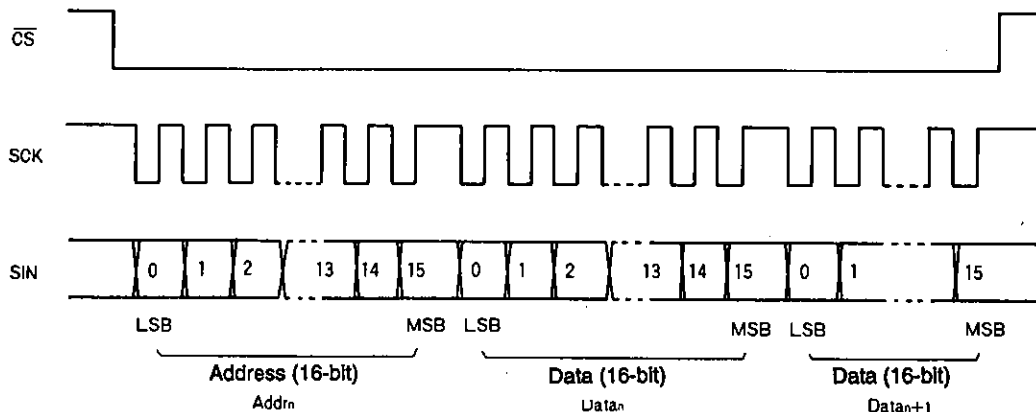 CS
SCK
SIN 0 1 2 13 14 15 0 1 2 13 14 15 0 1 15
LSB MSB LSB MSB LSB MSB
Address (16-bit) Data (16-bit) Data (16-bit)
Addrn Datan Datan+1